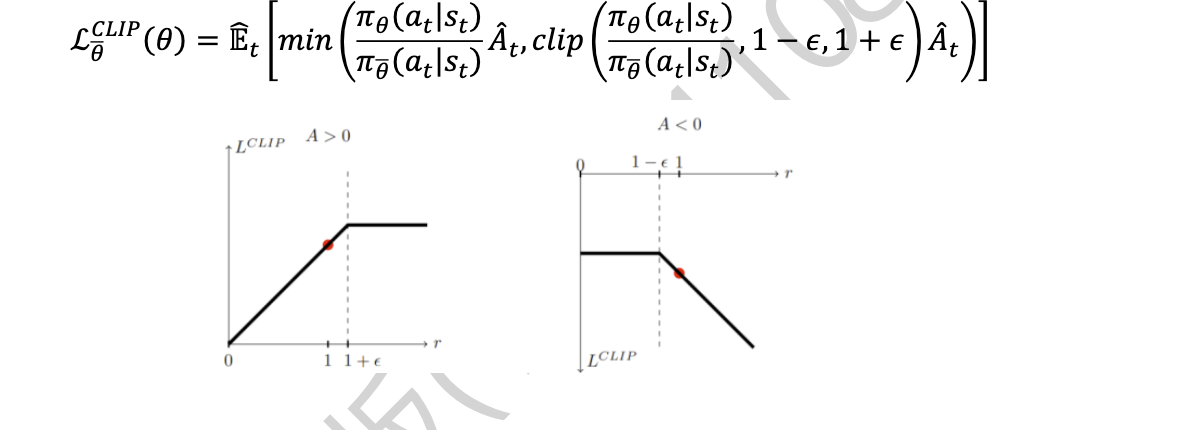 ℒ_θ̄^CLIP(θ) = Ê_t [min(π_θ(a_t|s_t)/π_θ̄(a_t|s_t) Â_t, clip(π_θ(a_t|s_t)/π_θ̄(a_t|s_t), 1 − ϵ, 1 + ϵ) Â_t)]
L^CLIP A > 0
0 1 1 + ϵ r
A < 0
0 1 − ϵ 1 r
L^CLIP